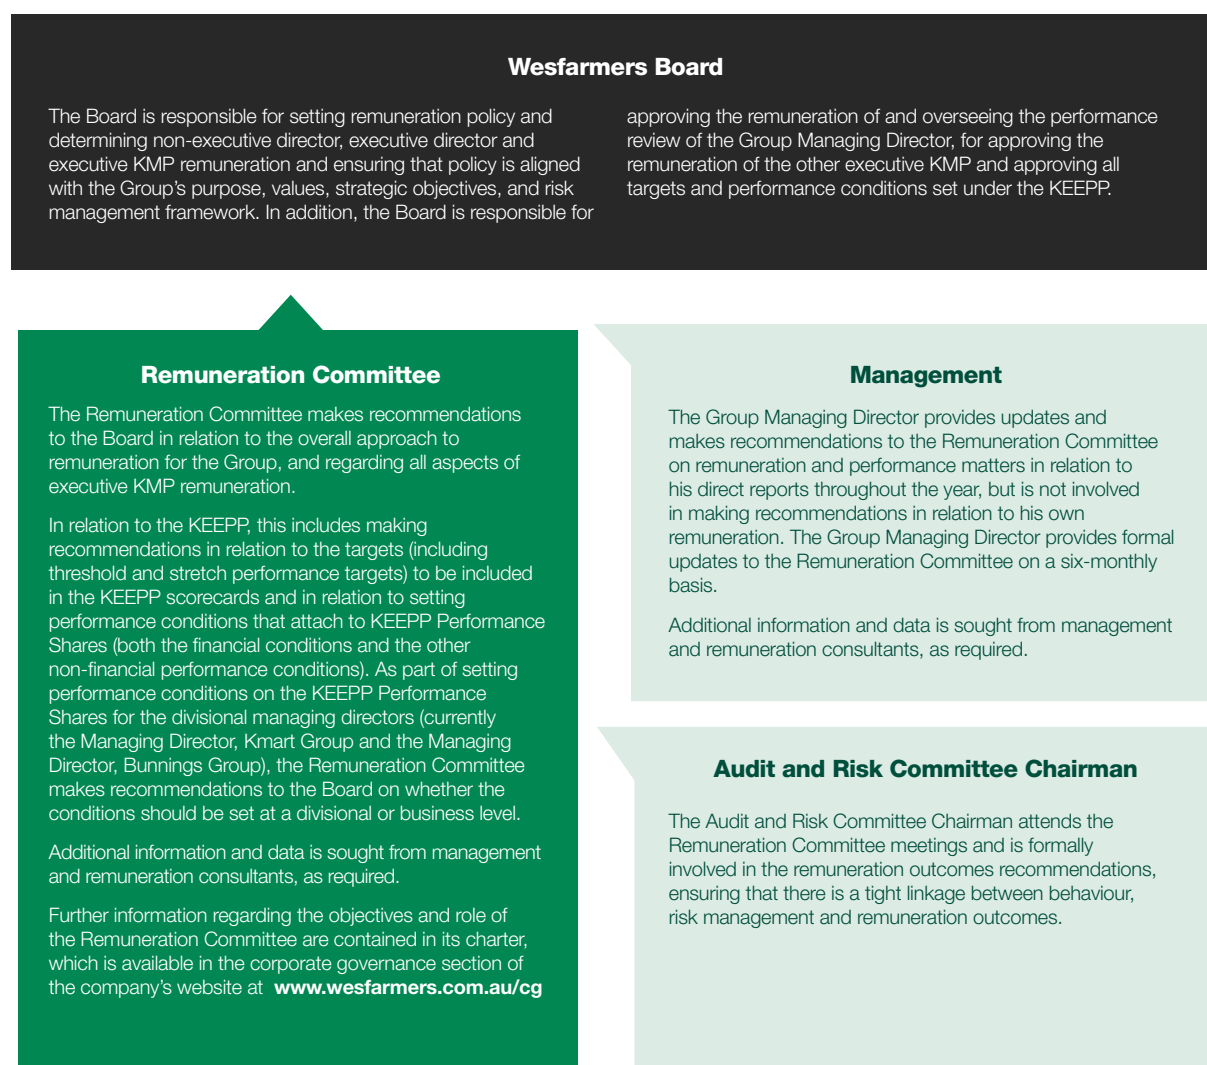 Wesfarmers Board
The Board is responsible for setting remuneration policy and
determining non-executive director, executive director and
executive KMP remuneration and ensuring that policy is aligned
with the Group’s purpose, values, strategic objectives, and risk
management framework. In addition, the Board is responsible for
approving the remuneration of and overseeing the performance
review of the Group Managing Director, for approving the
remuneration of the other executive KMP and approving all
targets and performance conditions set under the KEEPP.
Remuneration Committee
The Remuneration Committee makes recommendations
to the Board in relation to the overall approach to
remuneration for the Group, and regarding all aspects of
executive KMP remuneration.
In relation to the KEEPP, this includes making
recommendations in relation to the targets (including
threshold and stretch performance targets) to be included
in the KEEPP scorecards and in relation to setting
performance conditions that attach to KEEPP Performance
Shares (both the financial conditions and the other
non-financial performance conditions). As part of setting
performance conditions on the KEEPP Performance
Shares for the divisional managing directors (currently
the Managing Director, Kmart Group and the Managing
Director, Bunnings Group), the Remuneration Committee
makes recommendations to the Board on whether the
conditions should be set at a divisional or business level.
Additional information and data is sought from management
and remuneration consultants, as required.
Further information regarding the objectives and role of
the Remuneration Committee are contained in its charter,
which is available in the corporate governance section of
the company’s website at www.wesfarmers.com.au/cg
Management
The Group Managing Director provides updates and
makes recommendations to the Remuneration Committee
on remuneration and performance matters in relation to
his direct reports throughout the year, but is not involved
in making recommendations in relation to his own
remuneration. The Group Managing Director provides formal
updates to the Remuneration Committee on a six-monthly
basis.
Additional information and data is sought from management
and remuneration consultants, as required.
Audit and Risk Committee Chairman
The Audit and Risk Committee Chairman attends the
Remuneration Committee meetings and is formally
involved in the remuneration outcomes recommendations,
ensuring that there is a tight linkage between behaviour,
risk management and remuneration outcomes.